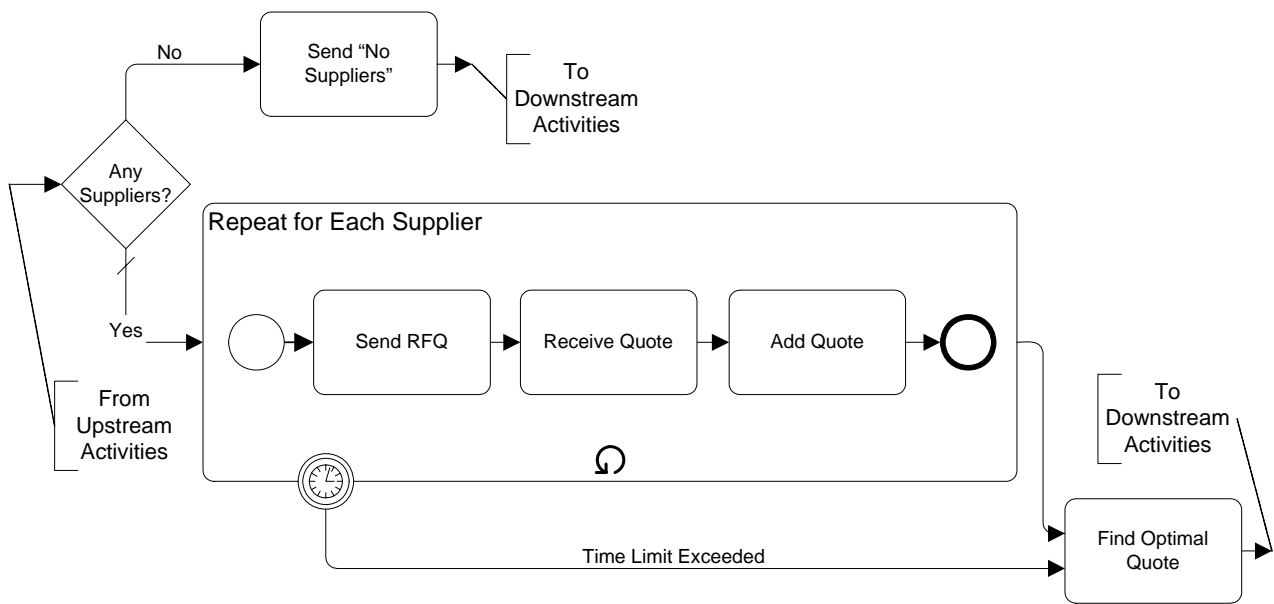 No
Send “No
Suppliers”
To
Downstream
Activities
Any
Suppliers?
Yes
From
Upstream
Activities
Repeat for Each Supplier
Send RFQ
Receive Quote
Add Quote
Time Limit Exceeded
To
Downstream
Activities
Find Optimal
Quote